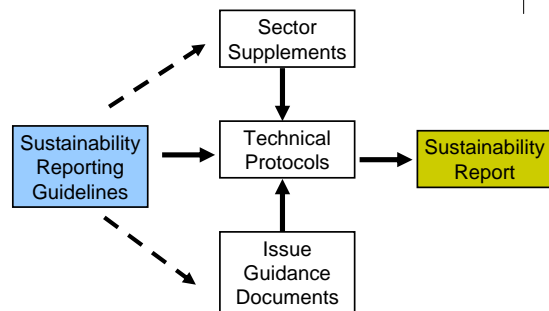 Sector
Supplements
Sustainability
Reporting
Guidelines
Technical
Protocols
Sustainability
Report
Issue
Guidance
Documents